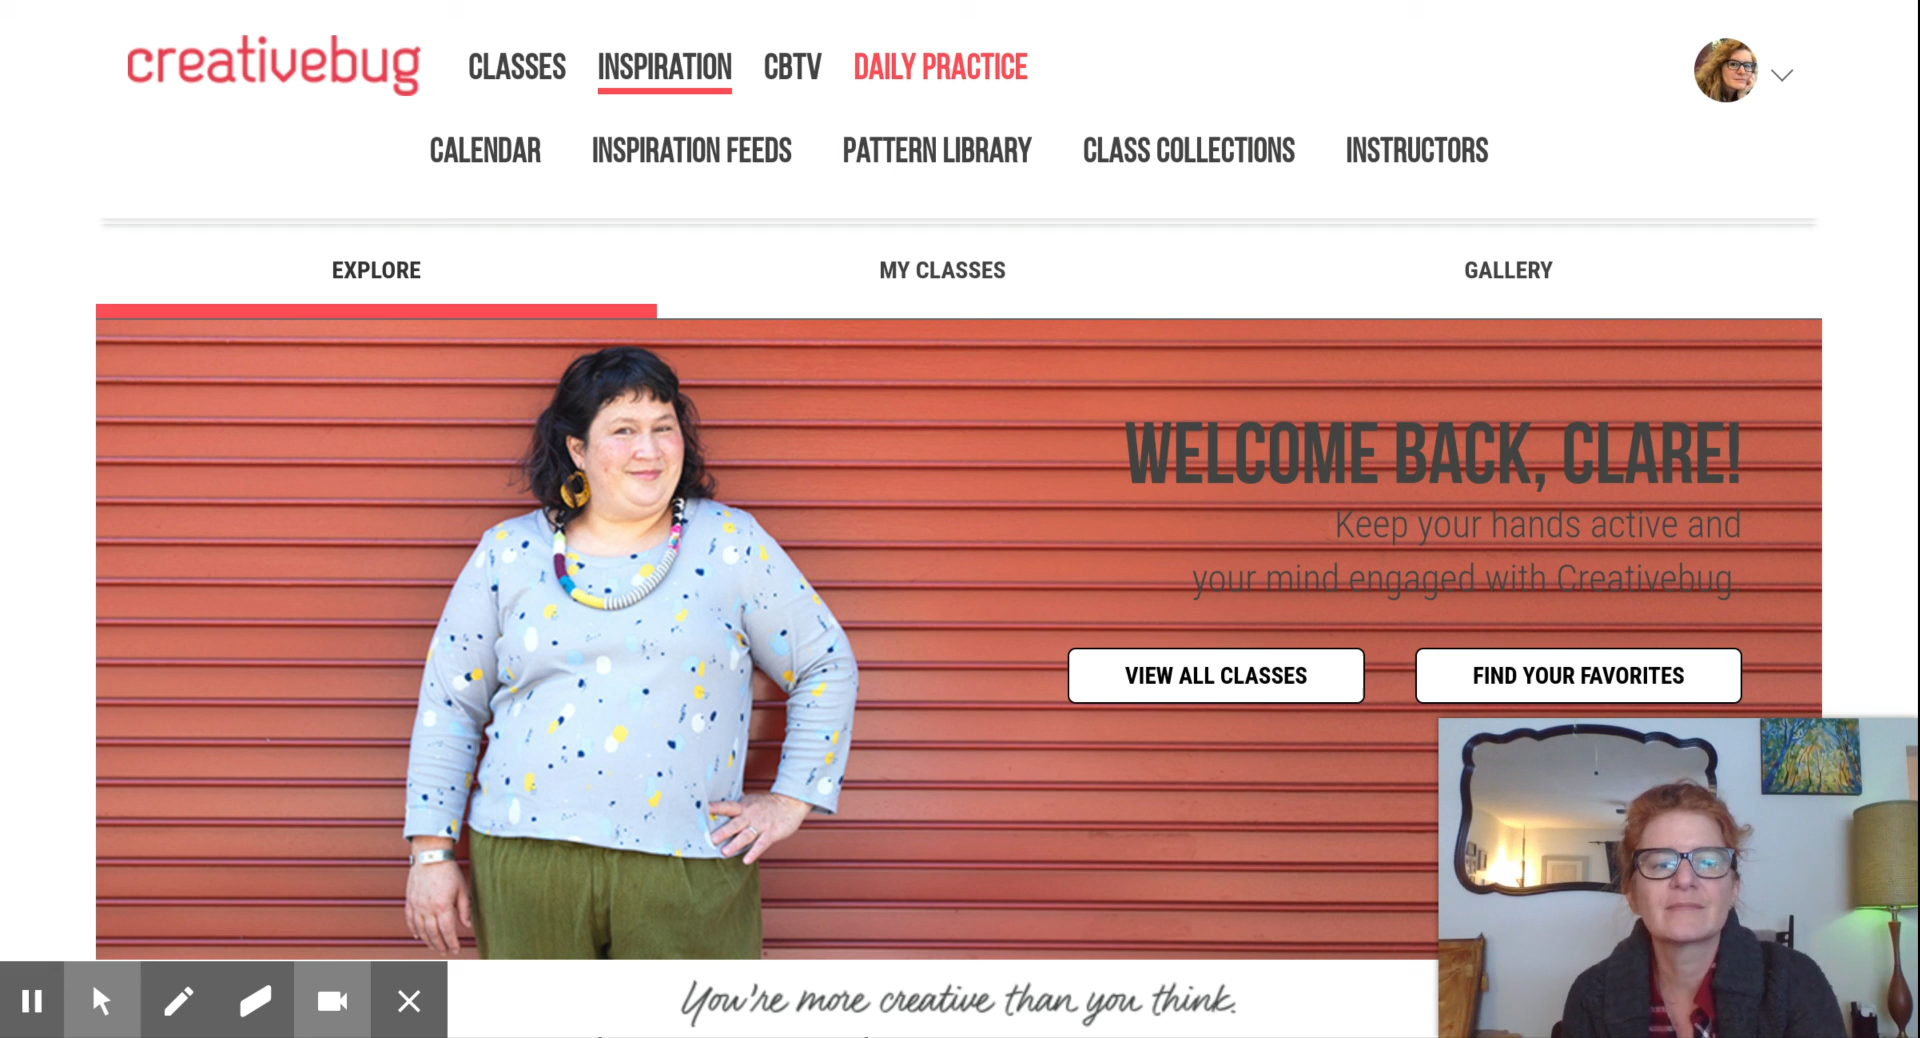 creativebug
CLASSES INSPIRATION CBTV DAILY PRACTICE
CALENDAR INSPIRATION FEEDS PATTERN LIBRARY CLASS COLLECTIONS INSTRUCTORS
EXPLORE MY CLASSES GALLERY
WELCOME BACK, CLARE!
Keep your hands active and
your mind engaged with Creativebug.
VIEW ALL CLASSES FIND YOUR FAVORITES
You're more creative than you think.